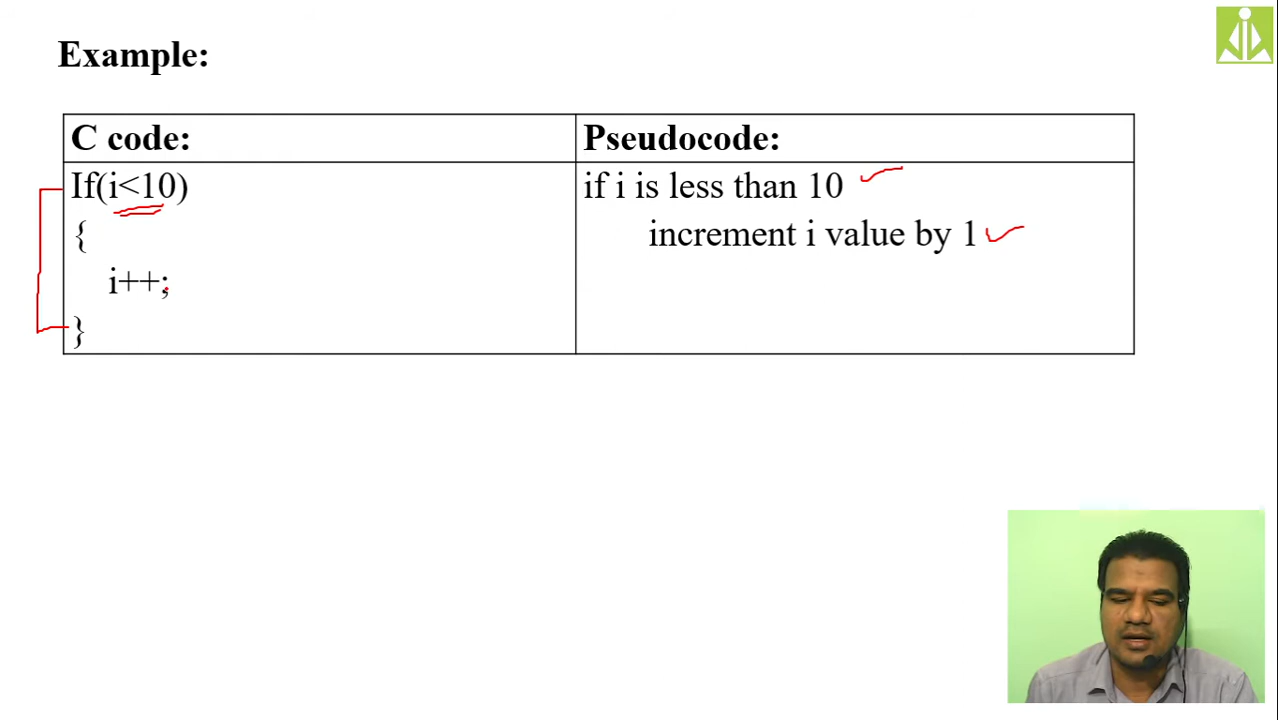 Example:
C code:
Pseudocode:
If(i<10)
{
i++;
}
if i is less than 10
increment i value by 1